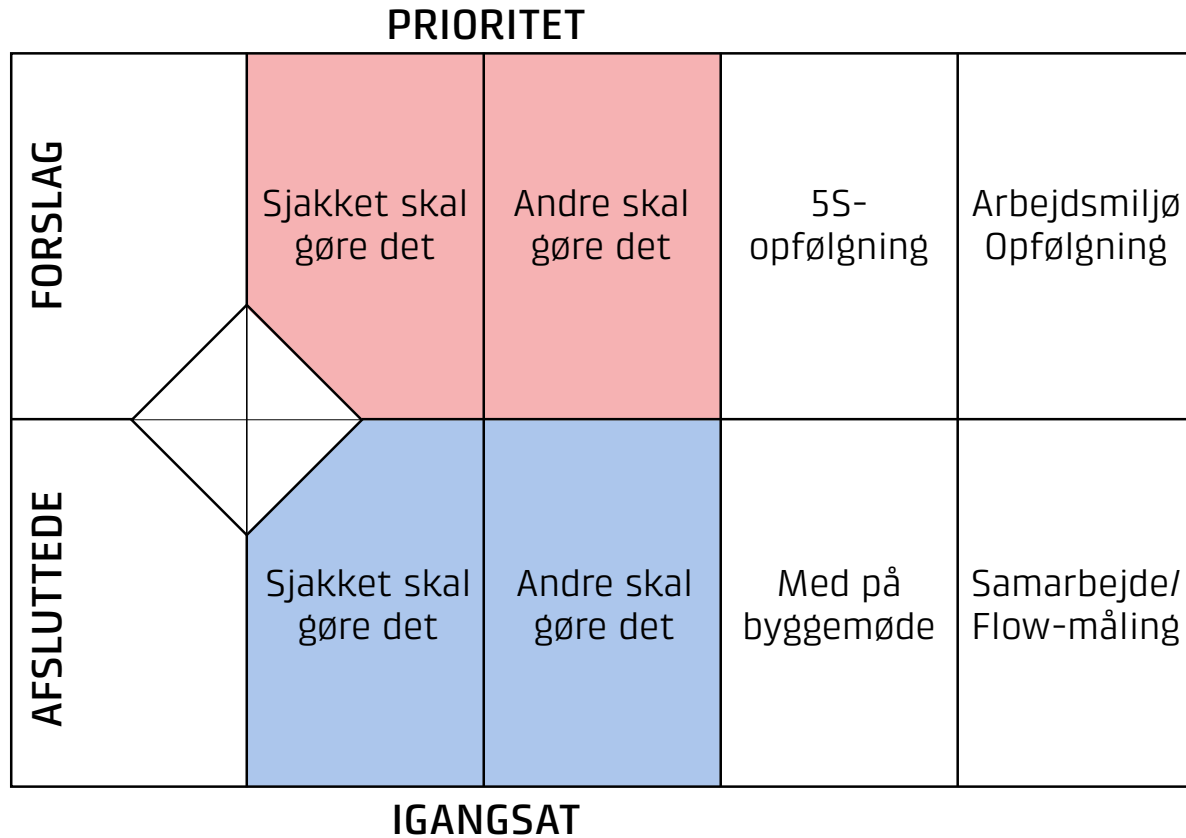 PRIORITET
FORSLAG
Sjakket skal
gøre det
Andre skal
gøre det
5S-
opfølgning
Arbejdsmiljø
Opfølgning
AFSLUTTEDE
Sjakket skal
gøre det
Andre skal
gøre det
Med på
byggemøde
Samarbejde/
Flow-måling
IGANGSAT